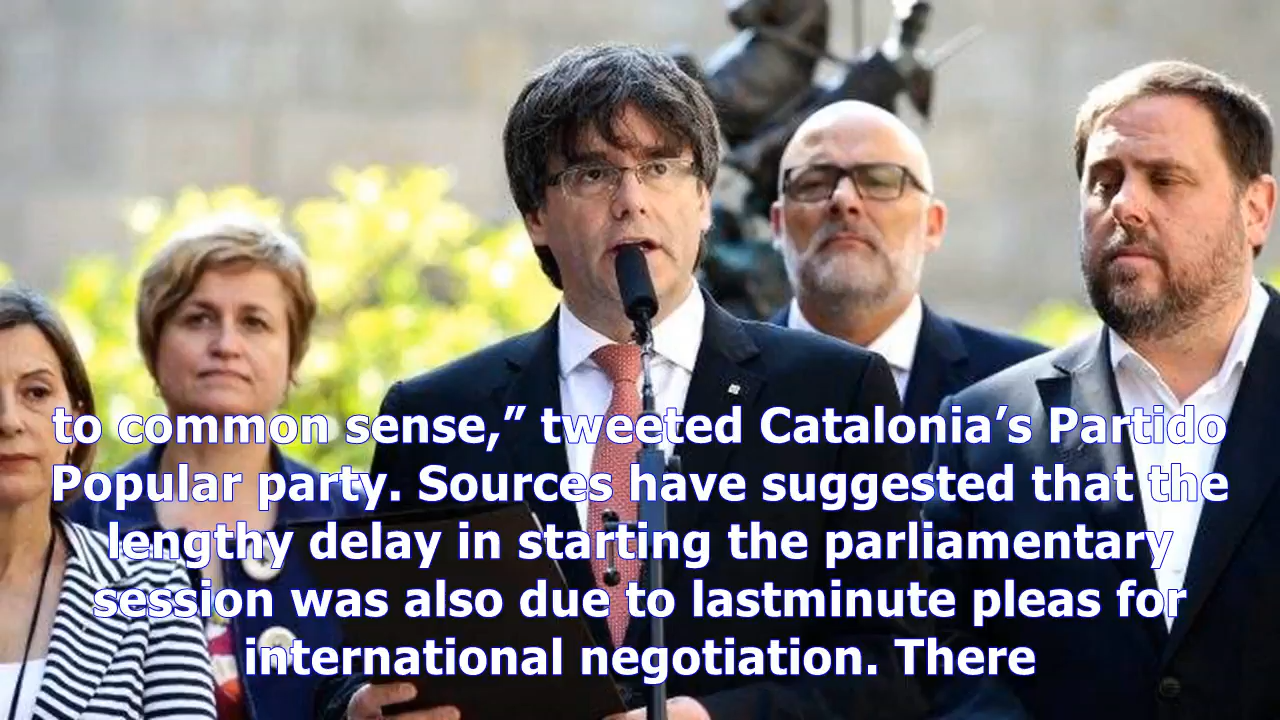 to common sense,” tweeted Catalonia’s Partido
Popular party. Sources have suggested that the
lengthy delay in starting the parliamentary
session was also due to lastminute pleas for
international negotiation. There